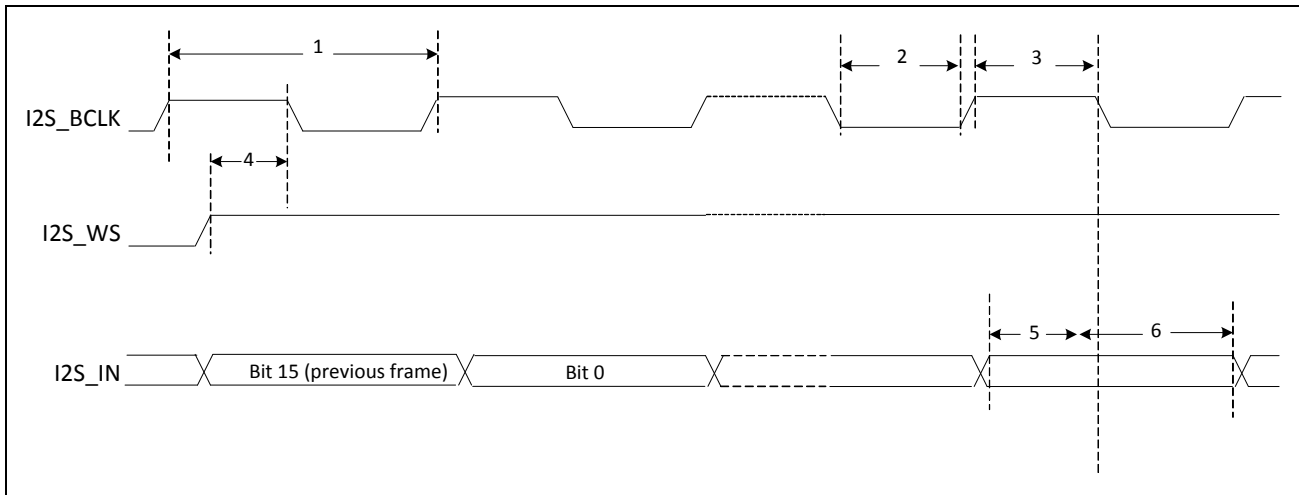 1
2
3
I2S_BCLK
4
I2S_WS
5
6
I2S_IN
Bit 15 (previous frame)
Bit 0